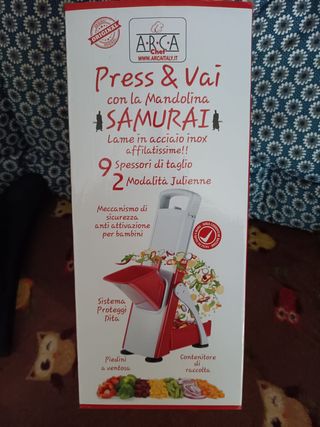 ORIGINAL
A·R·C·A
Chef
WWW.ARCAITALY.IT
Press & Vai
con la Mandolina
SAMURAI
Lame in acciaio inox
affilatissime!!
9 Spessori di taglio
2 Modalità Julienne
Meccanismo di
sicurezza
anti attivazione
per bambini
Sistema
Proteggi
Dita
Piedini
a ventosa
Contenitore
di
raccolta